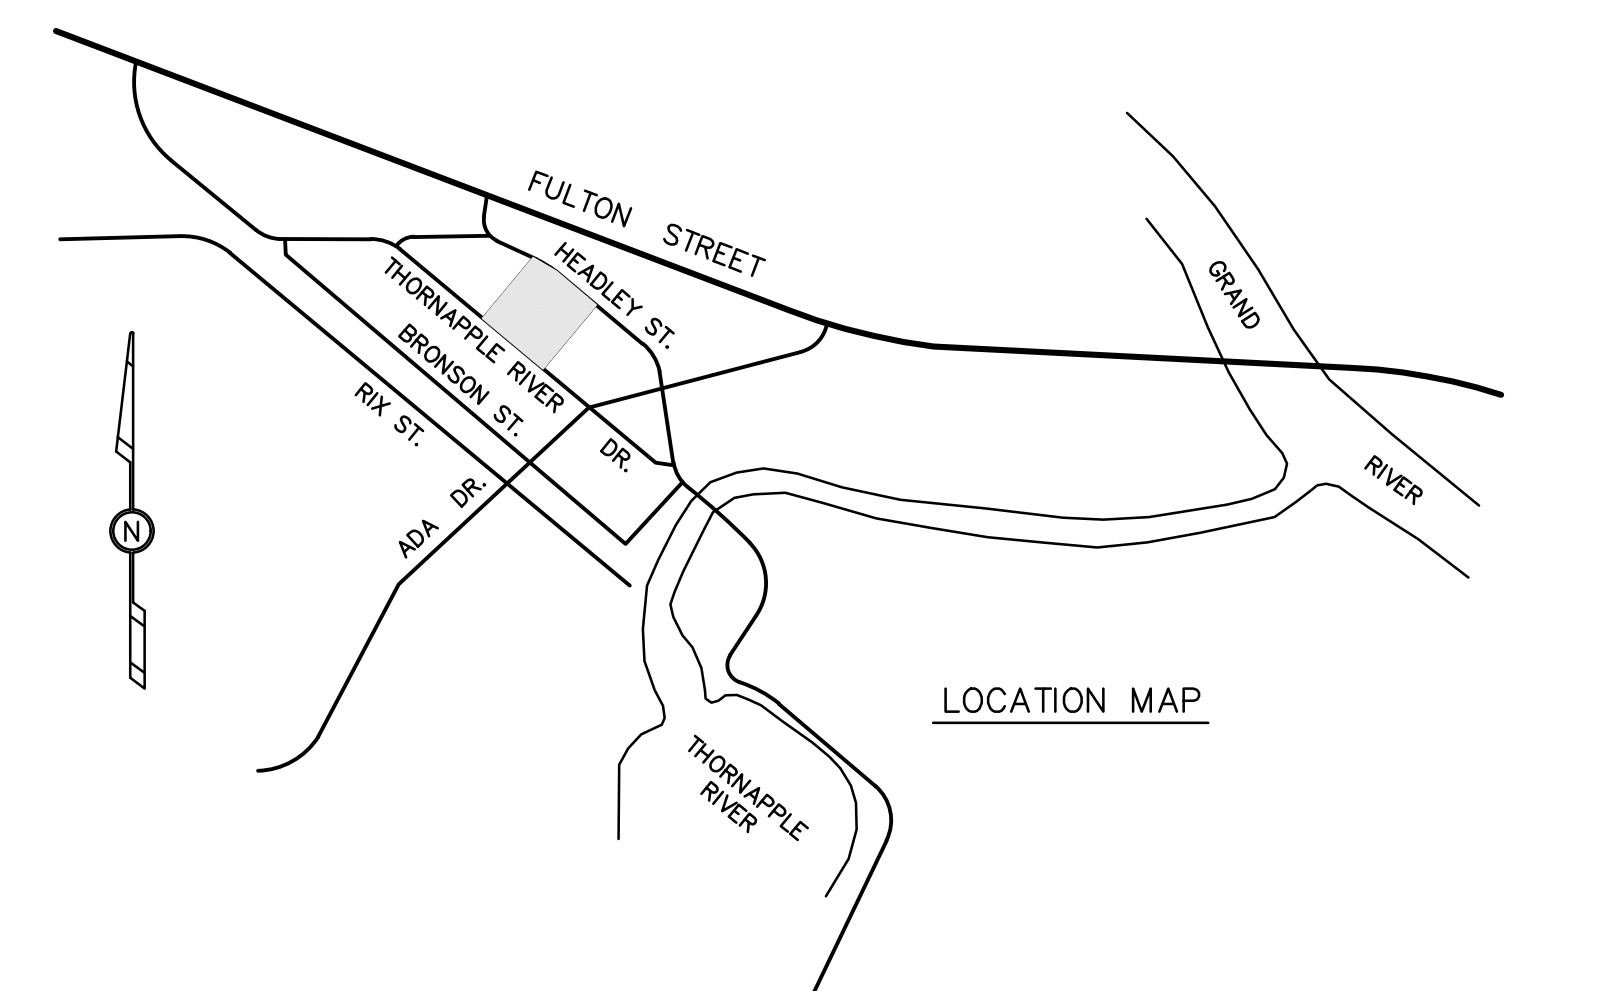 FULTON STREET
HEADLEY ST.
GRAND
RIVER
THORNAPPLE RIVER DR.
BRONSON ST.
RIX ST.
ADA DR.
N
LOCATION MAP
THORNAPPLE
RIVER